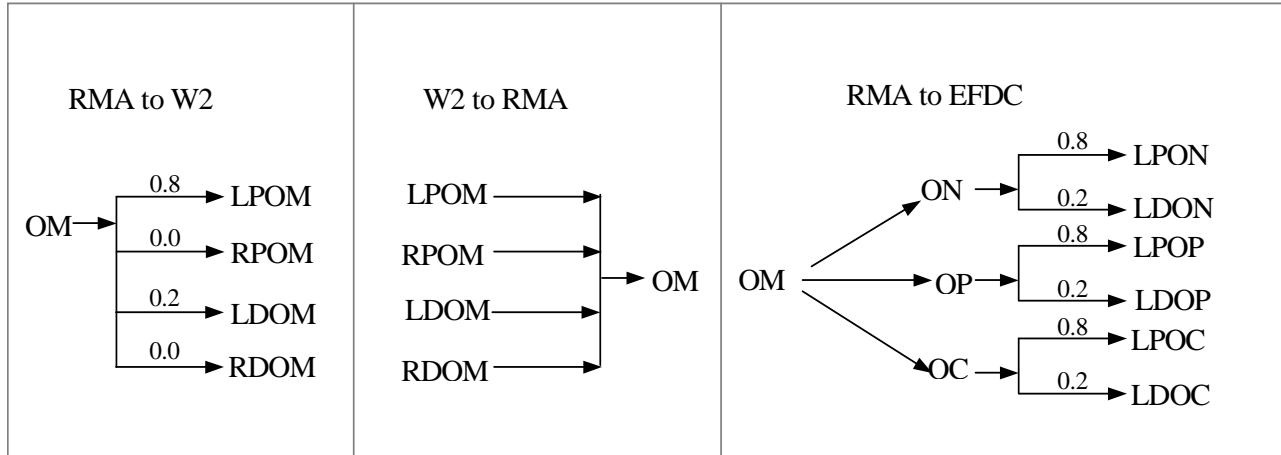 RMA to W2
OM
0.8
LPOM
0.0
RPOM
0.2
LDOM
0.0
RDOM
W2 to RMA
LPOM
RPOM
LDOM
RDOM
OM
RMA to EFDC
OM
ON
0.8
LPON
0.2
LDON
OP
0.8
LPOP
0.2
LDOP
OC
0.8
LPOC
0.2
LDOC